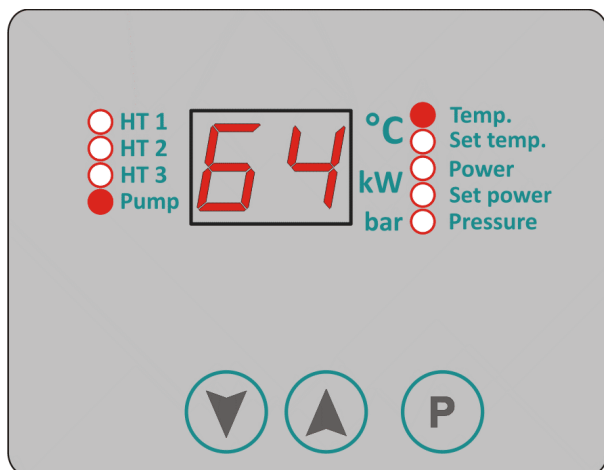 HT 1
HT 2
HT 3
Pump
64
°C
kW
bar
Temp.
Set temp.
Power
Set power
Pressure
P